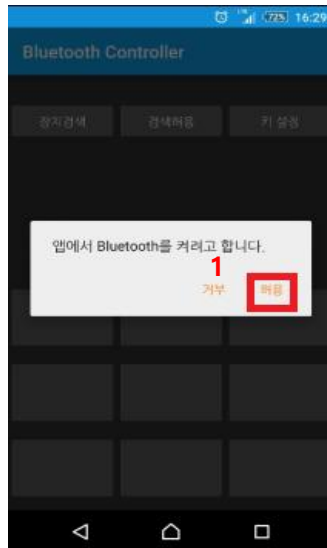 72% 16:29
Bluetooth Controller
장치검색 검색허용 키 설정
앱에서 Bluetooth를 켜려고 합니다.
1
거부 허용